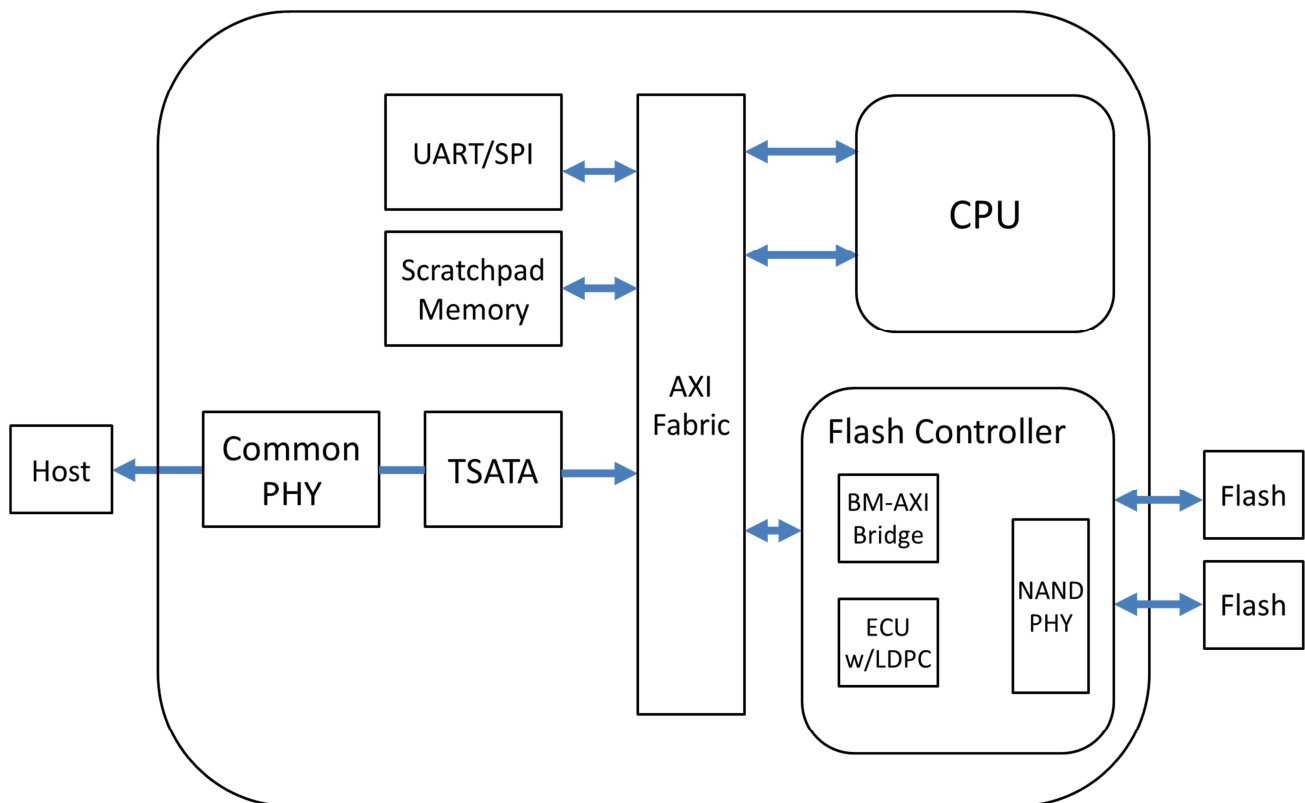 UART/SPI
Scratchpad
Memory
AXI
Fabric
CPU
Host
Common
PHY
TSATA
Flash Controller
BM-AXI
Bridge
ECU
w/LDPC
NAND
PHY
Flash
Flash